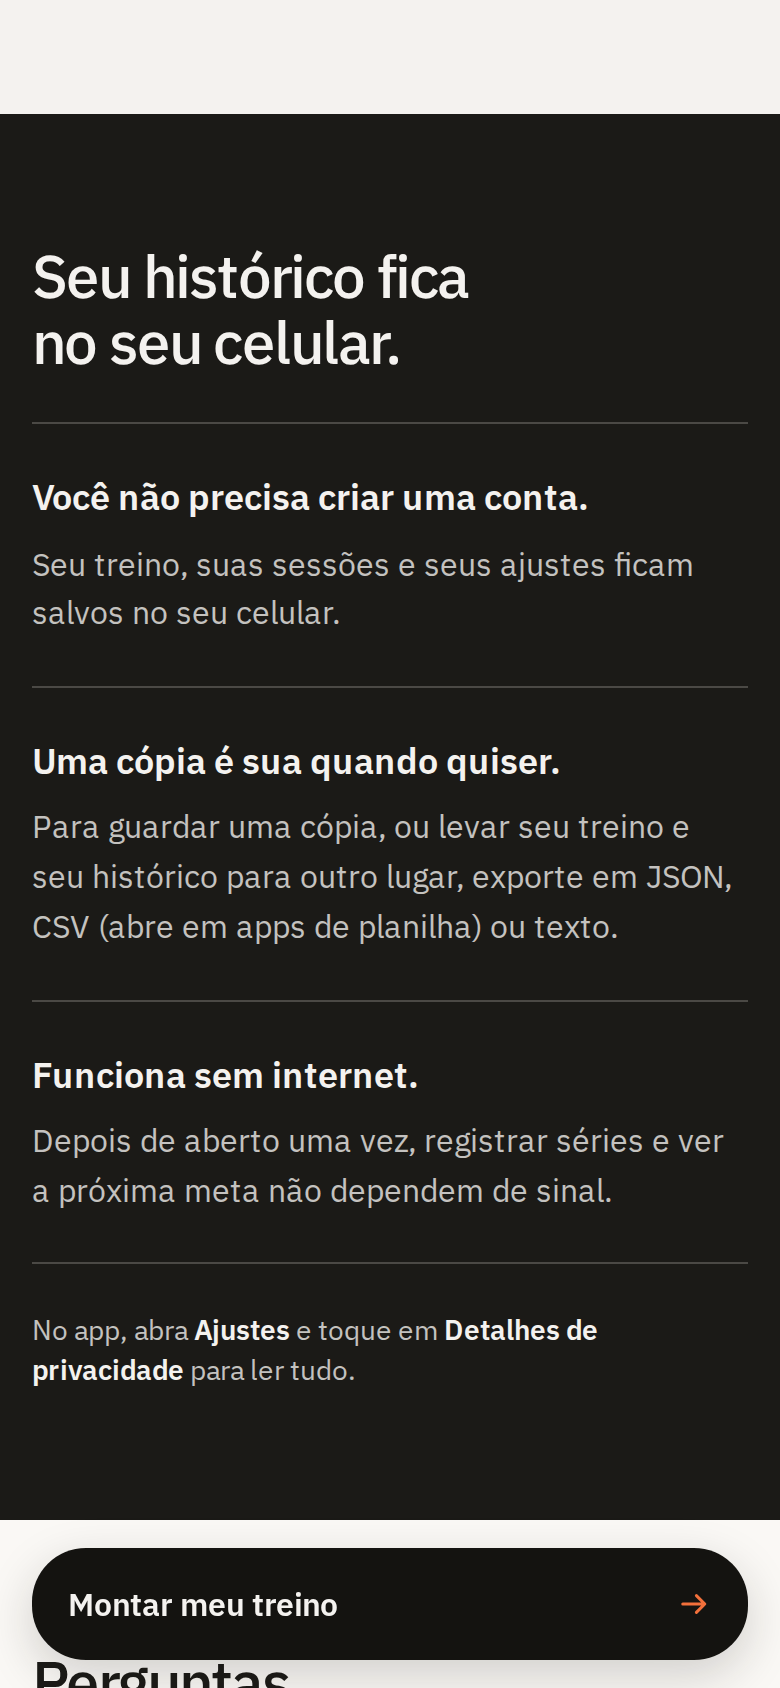 Seu histórico fica
no seu celular.
Você não precisa criar uma conta.
Seu treino, suas sessões e seus ajustes ficam
salvos no seu celular.
Uma cópia é sua quando quiser.
Para guardar uma cópia, ou levar seu treino e
seu histórico para outro lugar, exporte em JSON,
CSV (abre em apps de planilha) ou texto.
Funciona sem internet.
Depois de aberto uma vez, registrar séries e ver
a próxima meta não dependem de sinal.
No app, abra Ajustes e toque em Detalhes de
privacidade para ler tudo.
Montar meu treino
Perguntas